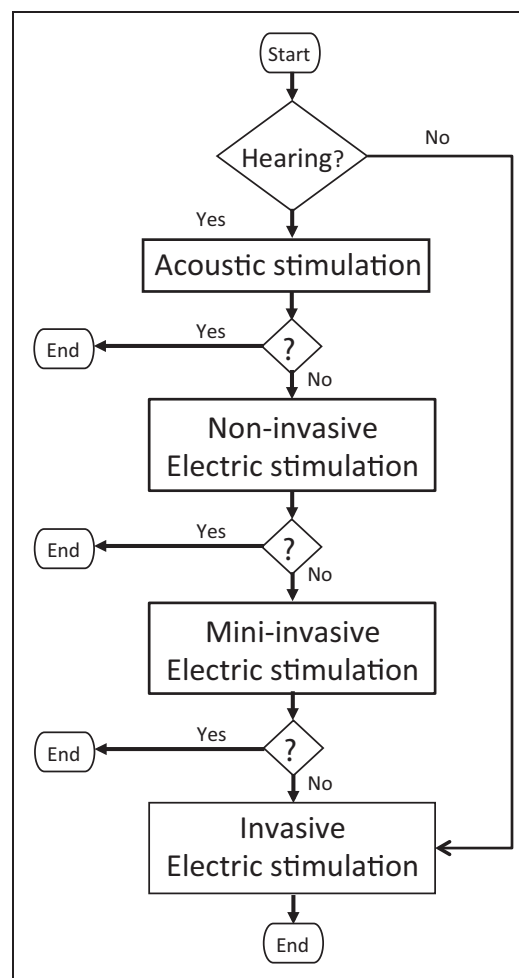 Start
Hearing?
No
Yes
Acoustic stimulation
Yes
End
?
No
Non-invasive
Electric stimulation
Yes
End
?
No
Mini-invasive
Electric stimulation
Yes
End
?
No
Invasive
Electric stimulation
End